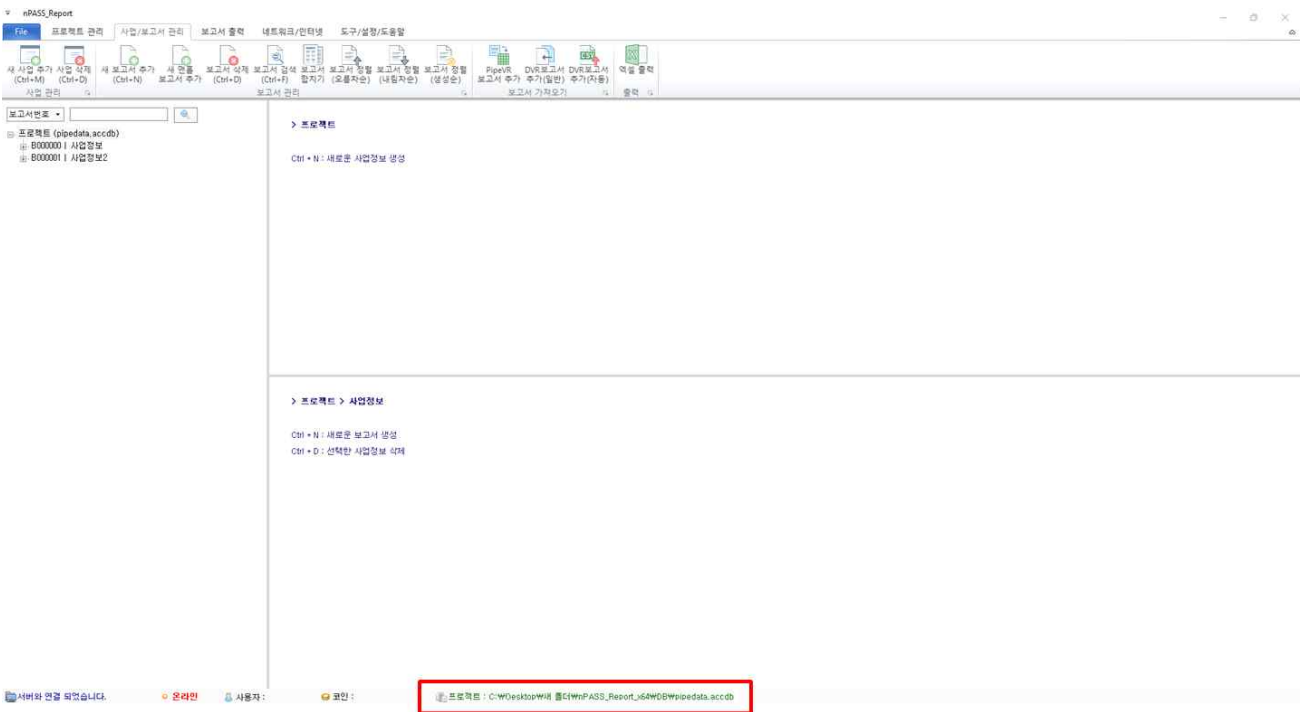 nPASS_Report
File 프로젝트 관리 사업/보고서 관리 보고서 출력 네트워크/인터넷 도구/설정/도움말
새 사업 추가 (Ctrl+M)
사업 삭제 (Ctrl+D)
사업 관리
새 보고서 추가 (Ctrl+N)
새 맨홀 보고서 추가
보고서 삭제 (Ctrl+D)
보고서 검색 (Ctrl+F)
보고서 합치기
보고서 정렬 (오름차순)
보고서 정렬 (내림차순)
보고서 정렬 (생성순)
보고서 관리
PipeVR 보고서 추가
DVR보고서 추가(일반)
DVR보고서 추가(자동)
보고서 가져오기
엑셀 출력
출력
보고서번호
프로젝트 (pipedata.accdb)
B000000 | 사업정보
B000001 | 사업정보2
> 프로젝트
Ctrl + N : 새로운 사업정보 생성
> 프로젝트 > 사업정보
Ctrl + N : 새로운 보고서 생성
Ctrl + D : 선택한 사업정보 삭제
서버와 연결 되었습니다. 온라인 사용자 : 코인 : 프로젝트 : C:₩Desktop₩새 폴더₩nPASS_Report_x64₩DB₩pipedata.accdb